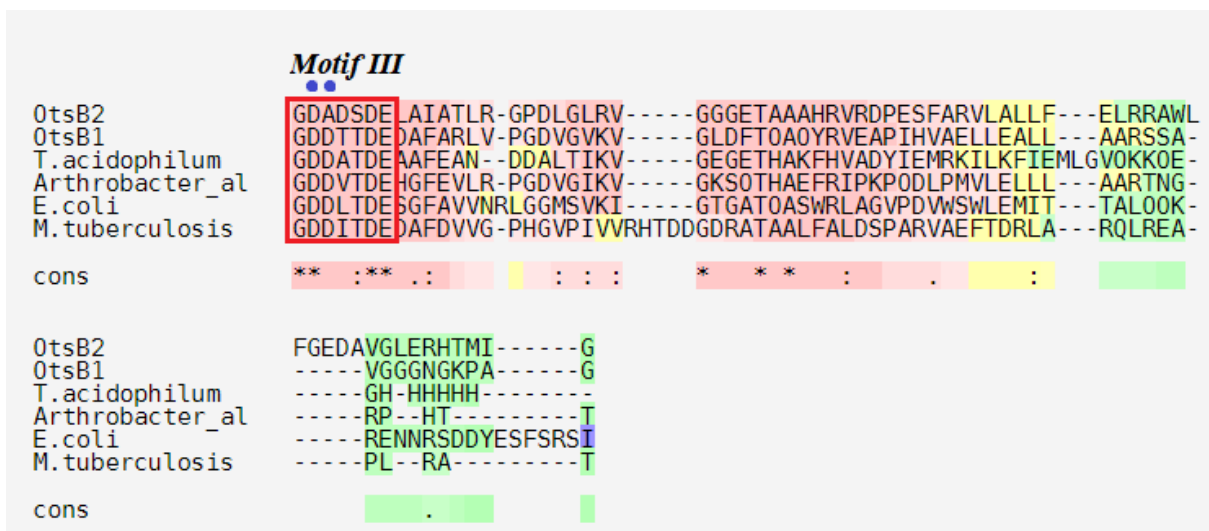 Motif III
OtsB2 GDADSDELAIATLR-GPDLGLRV-----GGGETAAAHRVRDPESFARVLALLF---ELRRAWL
OtsB1 GDDTTDEDAFARLV-PGDVGVKV-----GLDFTOAOYRVEAPIHVAELLEALL---AARSSA-
T.acidophilum GDDATDEAAFEAN--DDALTIKV-----GEGETHAKFHVADYIEMRKILKFIEMLGVOKKOE-
Arthrobacter_al GDDVTDEHGFEVLR-PGDVGIKV-----GKSOTHAEFRIPKPODLPMVLELLL---AARTNG-
E.coli GDDLTDESGFAVVNRLGGMSVKI-----GTGATOASWRLAGVPDVWSWLEMIT---TALOOK-
M.tuberculosis GDDITDEDAFDVVG-PHGVPIVVRHTDDGDRATAALFALDSPARVAEFTDRLA---RQLREA-
cons ** :** .: : : : * * * : . :
OtsB2 FGEDAVGLERHTMI------G
OtsB1 -----VGGGNGKPA------G
T.acidophilum -----GH-HHHHH--------
Arthrobacter_al -----RP--HT---------T
E.coli -----RENNRSDDYESFSRSI
M.tuberculosis -----PL--RA---------T
cons .